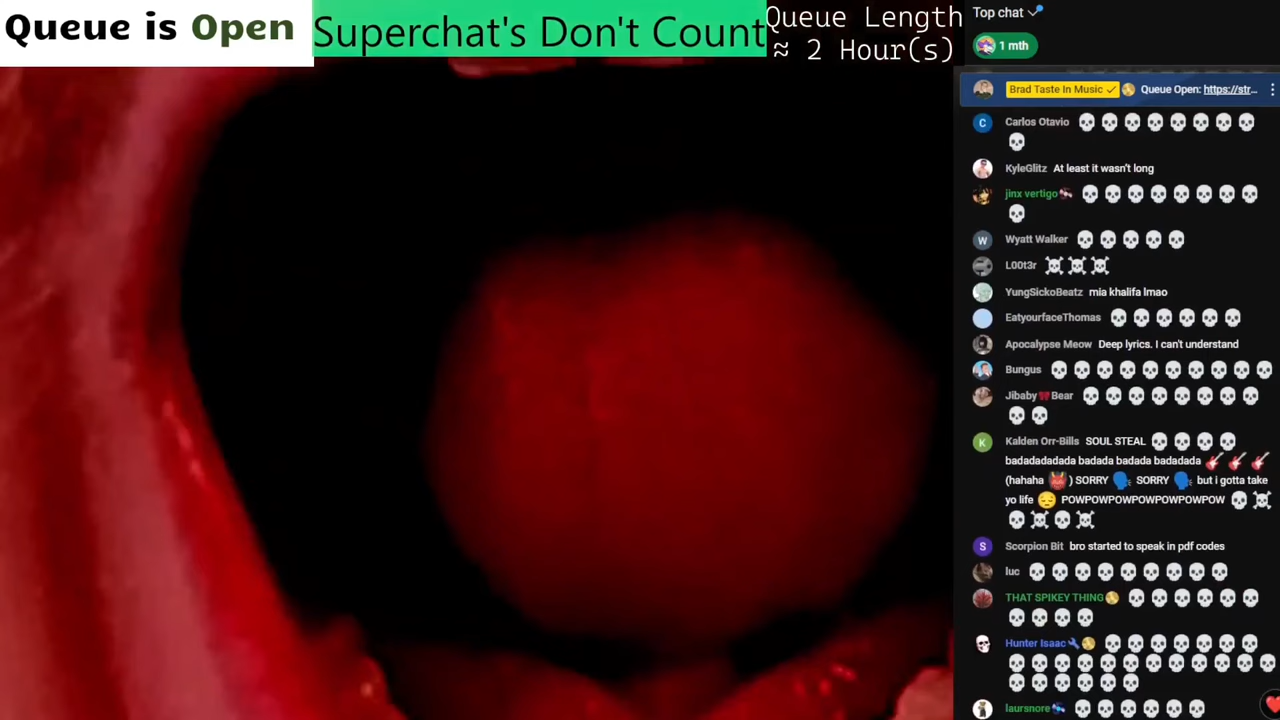 Queue is Open
Superchat's Don't Count
Queue Length
≈ 2 Hour(s)
Top chat
1 mth
Brad Taste In Music Queue Open: https://str...
Carlos Otavio 💀💀💀💀💀💀💀💀
💀
KyleGlitz At least it wasn't long
jinx vertigo 💀💀💀💀💀💀💀💀
💀
Wyatt Walker 💀💀💀💀💀
L00t3r ☠️☠️☠️
YungSickoBeatz mia khalifa lmao
EatyourfaceThomas 💀💀💀💀💀💀
Apocalypse Meow Deep lyrics. I can't understand
Bungus 💀💀💀💀💀💀💀💀💀💀
Jibaby🎀Bear 💀💀💀💀💀💀💀💀
💀💀
Kalden Orr-Bills SOUL STEAL 💀💀💀💀
badadadadada badada badada badadada 🎸🎸🎸
(hahaha 👹) SORRY 🗣️ SORRY 🗣️ but i gotta take
yo life 😔 POWPOWPOWPOWPOWPOWPOW 💀☠️
💀☠️💀☠️
Scorpion Bit bro started to speak in pdf codes
luc 💀💀💀💀💀💀💀💀💀
THAT SPIKEY THING 💀💀💀💀💀💀
💀💀💀💀
Hunter Isaac 💀💀💀💀💀💀💀
💀💀💀💀💀💀💀💀💀💀💀💀
💀💀💀💀💀💀
laursnore 💀💀💀💀💀💀